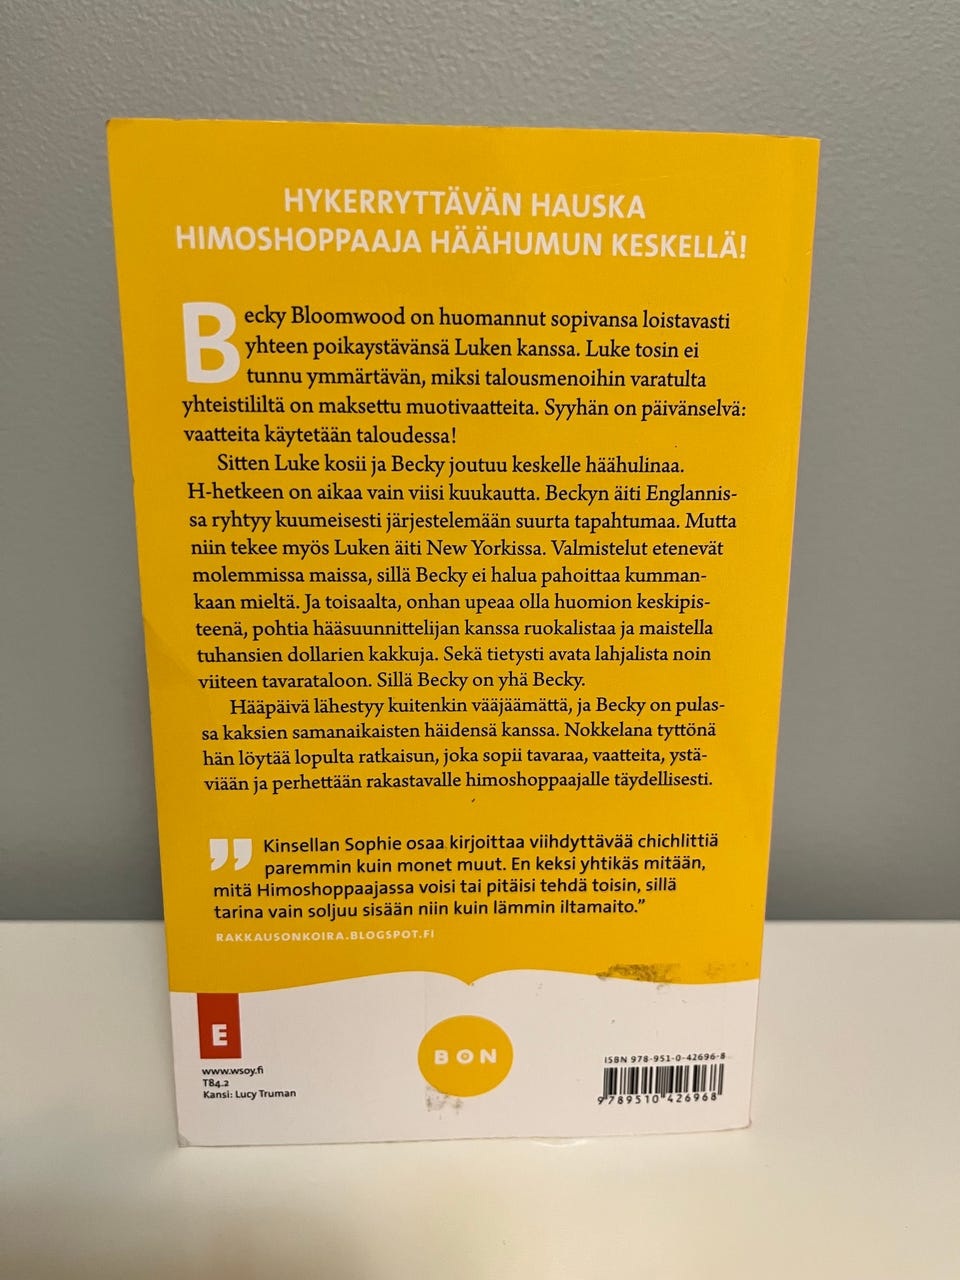 HYKERRYTTÄVÄN HAUSKA
HIMOSHOPPAAJA HÄÄHUMUN KESKELLÄ!
Becky Bloomwood on huomannut sopivansa loistavasti
yhteen poikaystävänsä Luken kanssa. Luke tosin ei
tunnu ymmärtävän, miksi talousmenoihin varatulta
yhteistililtä on maksettu muotivaatteita. Syyhän on päivänselvä:
vaatteita käytetään taloudessa!
Sitten Luke kosii ja Becky joutuu keskelle häähulinaa.
H-hetkeen on aikaa vain viisi kuukautta. Beckyn äiti Englannis-
sa ryhtyy kuumeisesti järjestelemään suurta tapahtumaa. Mutta
niin tekee myös Luken äiti New Yorkissa. Valmistelut etenevät
molemmissa maissa, sillä Becky ei halua pahoittaa kumman-
kaan mieltä. Ja toisaalta, onhan upeaa olla huomion keskipis-
teenä, pohtia hääsuunnittelijan kanssa ruokalistaa ja maistella
tuhansien dollarien kakkuja. Sekä tietysti avata lahjalista noin
viiteen tavarataloon. Sillä Becky on yhä Becky.
Hääpäivä lähestyy kuitenkin vääjäämättä, ja Becky on pulas-
sa kaksien samanaikaisten häidensä kanssa. Nokkelana tyttönä
hän löytää lopulta ratkaisun, joka sopii tavaraa, vaatteita, ystä-
viään ja perhettään rakastavalle himoshoppaajalle täydellisesti.
” Kinsellan Sophie osaa kirjoittaa viihdyttävää chichlittiä
paremmin kuin monet muut. En keksi yhtikäs mitään,
mitä Himoshoppaajassa voisi tai pitäisi tehdä toisin, sillä
tarina vain soljuu sisään niin kuin lämmin iltamaito.”
RAKKAUSONKOIRA.BLOGSPOT.FI
E
www.wsoy.fi
T84.2
Kansi: Lucy Truman
BON
ISBN 978-951-0-42696-8
9 789510 426968